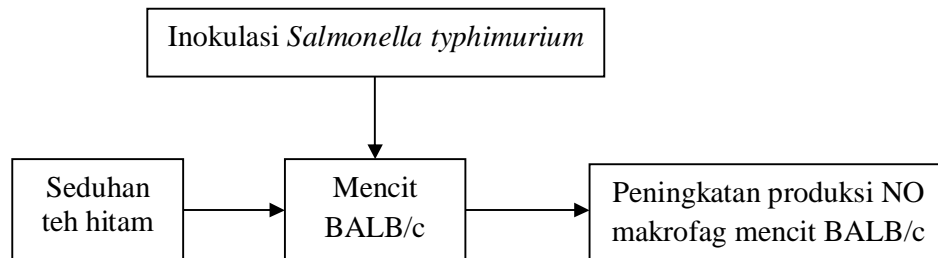 Inokulasi Salmonella typhimurium
Seduhan
teh hitam
Mencit
BALB/c
Peningkatan produksi NO
makrofag mencit BALB/c